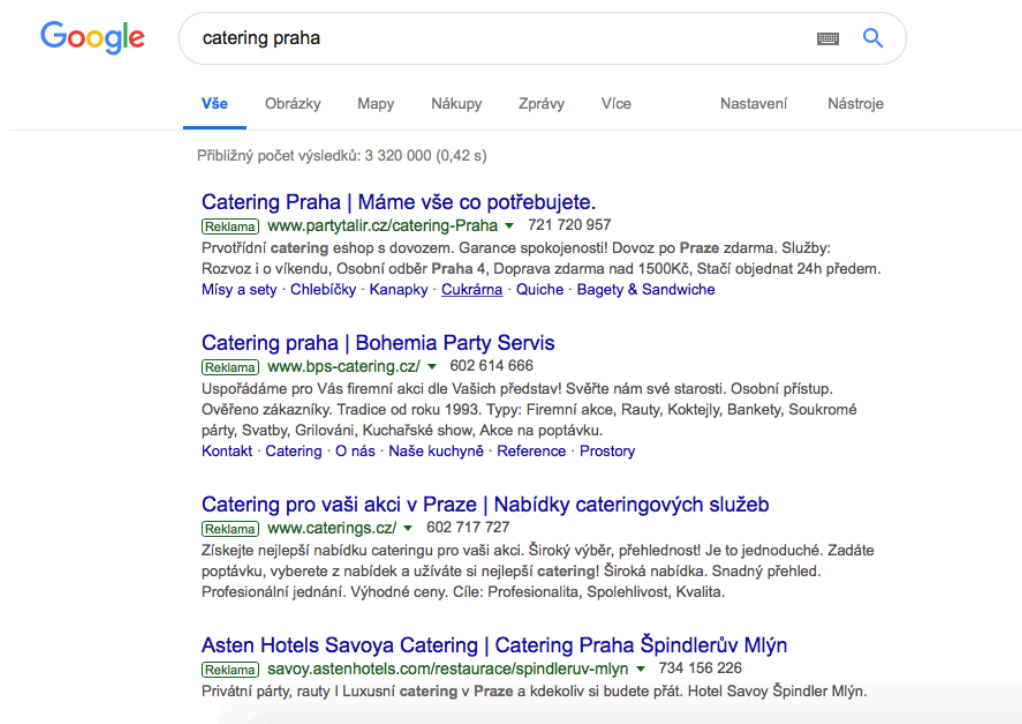 Google
catering praha
Vše Obrázky Mapy Nákupy Zprávy Více Nastavení Nástroje
Přibližný počet výsledků: 3 320 000 (0,42 s)
Catering Praha | Máme vše co potřebujete.
Reklama www.partytalir.cz/catering-Praha 721 720 957
Prvotřídní catering eshop s dovozem. Garance spokojenosti! Dovoz po Praze zdarma. Služby:
Rozvoz i o víkendu, Osobní odběr Praha 4, Doprava zdarma nad 1500Kč, Stačí objednat 24h předem.
Mísy a sety · Chlebíčky · Kanapky · Cukrárna · Quiche · Bagety & Sandwiche
Catering praha | Bohemia Party Servis
Reklama www.bps-catering.cz/ 602 614 666
Uspořádáme pro Vás firemní akci dle Vašich představ! Svěřte nám své starosti. Osobní přístup.
Ověřeno zákazníky. Tradice od roku 1993. Typy: Firemní akce, Rauty, Koktejly, Bankety, Soukromé
párty, Svatby, Grilováni, Kuchařské show, Akce na poptávku.
Kontakt · Catering · O nás · Naše kuchyně · Reference · Prostory
Catering pro vaši akci v Praze | Nabídky cateringových služeb
Reklama www.caterings.cz/ 602 717 727
Získejte nejlepší nabídku cateringu pro vaši akci. Široký výběr, přehlednost! Je to jednoduché. Zadáte
poptávku, vyberete z nabídek a užíváte si nejlepší catering! Široká nabídka. Snadný přehled.
Profesionální jednání. Výhodné ceny. Cíle: Profesionalita, Spolehlivost, Kvalita.
Asten Hotels Savoya Catering | Catering Praha Špindlerův Mlýn
Reklama savoy.astenhotels.com/restaurace/spindleruv-mlyn 734 156 226
Privátní párty, rauty I Luxusní catering v Praze a kdekoliv si budete přát. Hotel Savoy Špindler Mlýn.